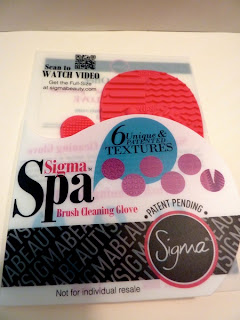 Scan to
WATCH VIDEO
Get the Full-Size
at sigmabeauty.com
6 Unique &
PATENTED
TEXTURES
Sigma
Spa
Brush Cleaning Glove
PATENT PENDING
Sigma
Not for individual resale